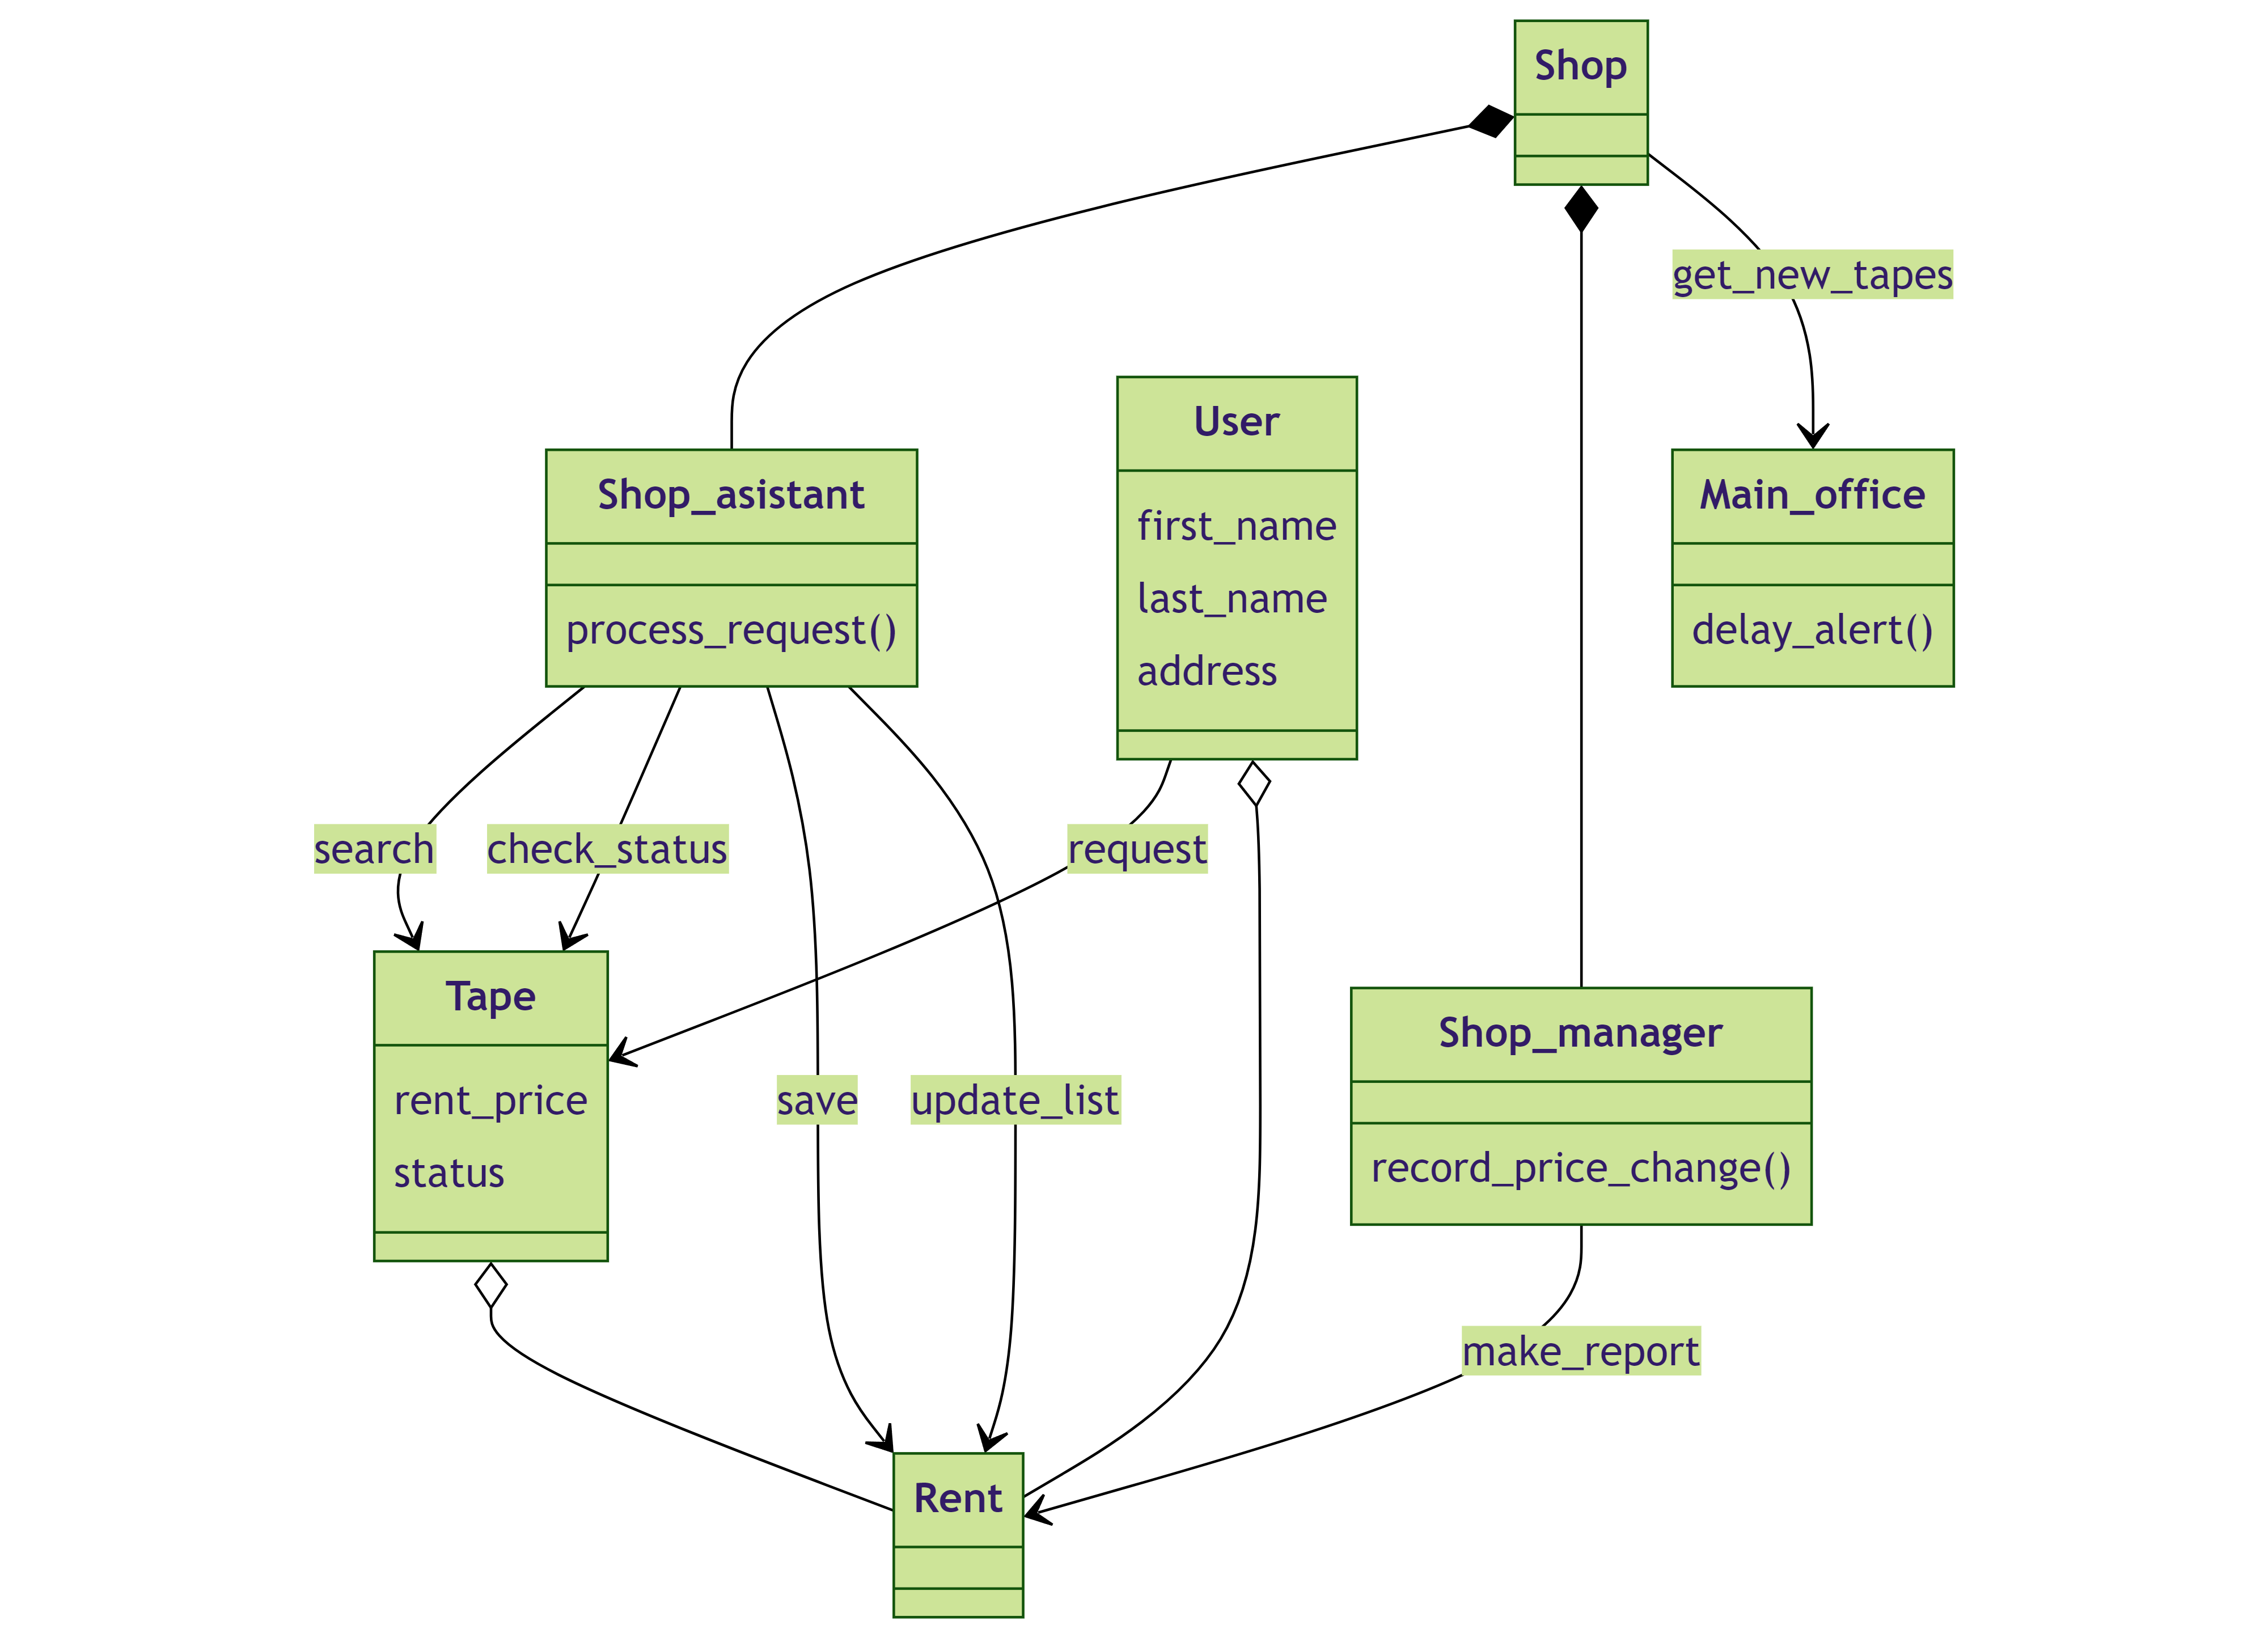 Shop
get_new_tapes
User
first_name
last_name
address
Shop_asistant
process_request()
Main_office
delay_alert()
search
check_status
request
Tape
rent_price
status
save
update_list
Shop_manager
record_price_change()
make_report
Rent